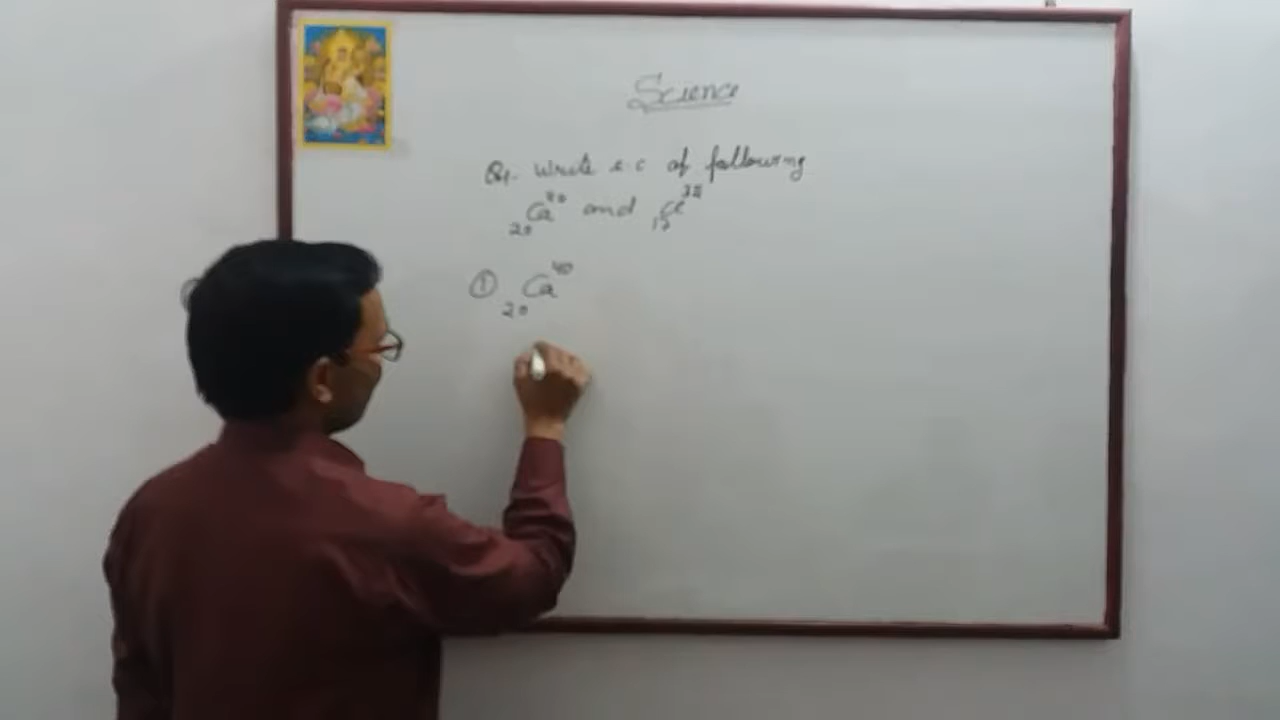 Science
Q1. Write e.c of following
20Ca40 and 17Cl35
① 20Ca40